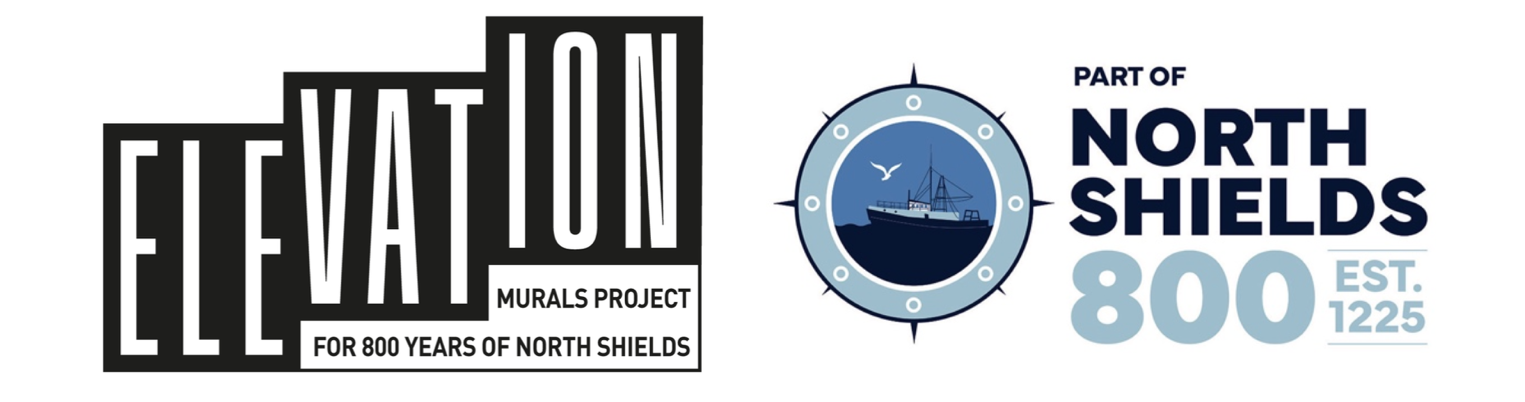 ELEVATION
MURALS PROJECT
FOR 800 YEARS OF NORTH SHIELDS
PART OF
NORTH
SHIELDS
800
EST.
1225